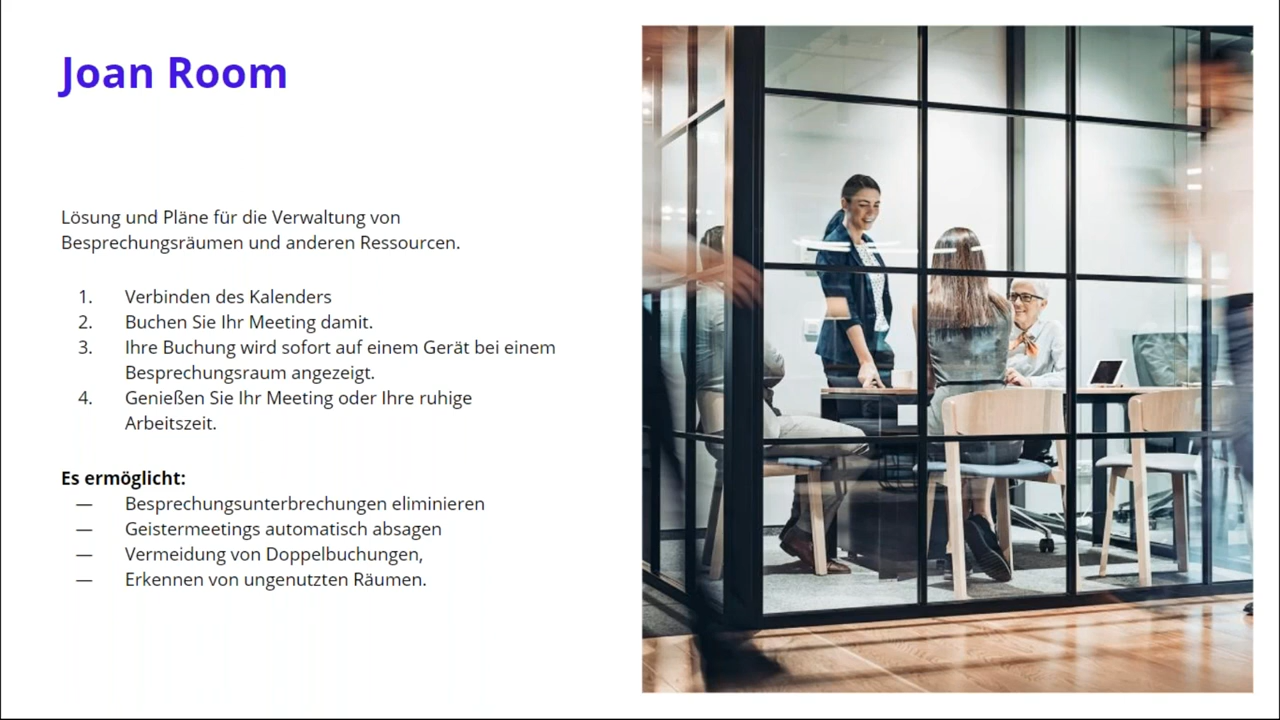 Joan Room
Lösung und Pläne für die Verwaltung von
Besprechungsräumen und anderen Ressourcen.
1. Verbinden des Kalenders
2. Buchen Sie Ihr Meeting damit.
3. Ihre Buchung wird sofort auf einem Gerät bei einem
Besprechungsraum angezeigt.
4. Genießen Sie Ihr Meeting oder Ihre ruhige
Arbeitszeit.
Es ermöglicht:
— Besprechungsunterbrechungen eliminieren
— Geistermeetings automatisch absagen
— Vermeidung von Doppelbuchungen,
— Erkennen von ungenutzten Räumen.